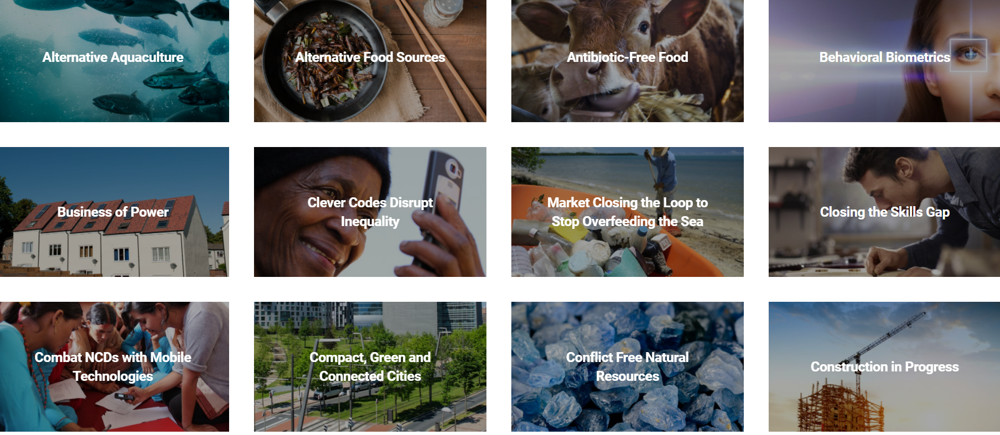 Alternative Aquaculture
Alternative Food Sources
Antibiotic-Free Food
Behavioral Biometrics
Business of Power
Clever Codes Disrupt
Inequality
Market Closing the Loop to
Stop Overfeeding the Sea
Closing the Skills Gap
Combat NCDs with Mobile
Technologies
Compact, Green and
Connected Cities
Conflict Free Natural
Resources
Construction in Progress